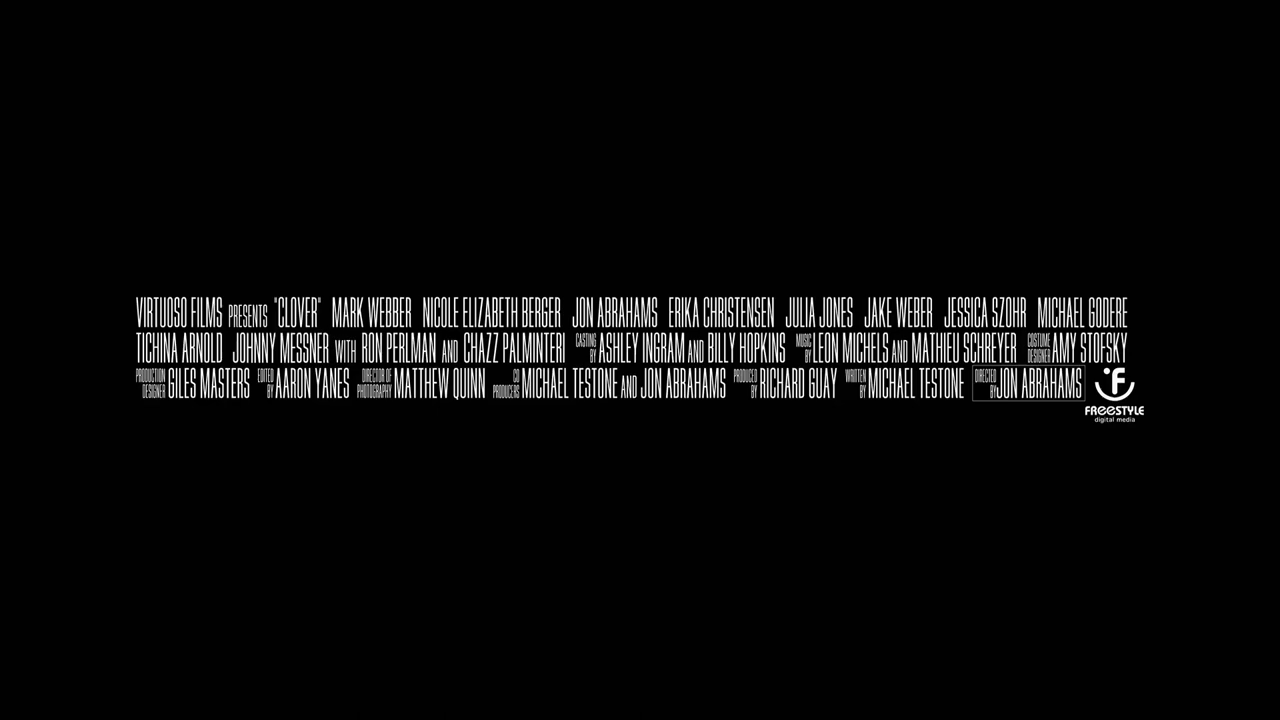 VIRTUOSO FILMS PRESENTS "CLOVER" MARK WEBBER NICOLE ELIZABETH BERGER JON ABRAHAMS ERIKA CHRISTENSEN JULIA JONES JAKE WEBER JESSICA SZOHR MICHAEL GODERE
TICHINA ARNOLD JOHNNY MESSNER WITH RON PERLMAN AND CHAZZ PALMINTERI CASTING BY ASHLEY INGRAM AND BILLY HOPKINS MUSIC BY LEON MICHELS AND MATHIEU SCHREYER COSTUME DESIGNER AMY STOFSKY
PRODUCTION DESIGNER GILES MASTERS EDITED BY AARON YANES DIRECTOR OF PHOTOGRAPHY MATTHEW QUINN CO PRODUCERS MICHAEL TESTONE AND JON ABRAHAMS PRODUCED BY RICHARD GUAY WRITTEN BY MICHAEL TESTONE DIRECTED BY JON ABRAHAMS
FREESTYLE
digital media